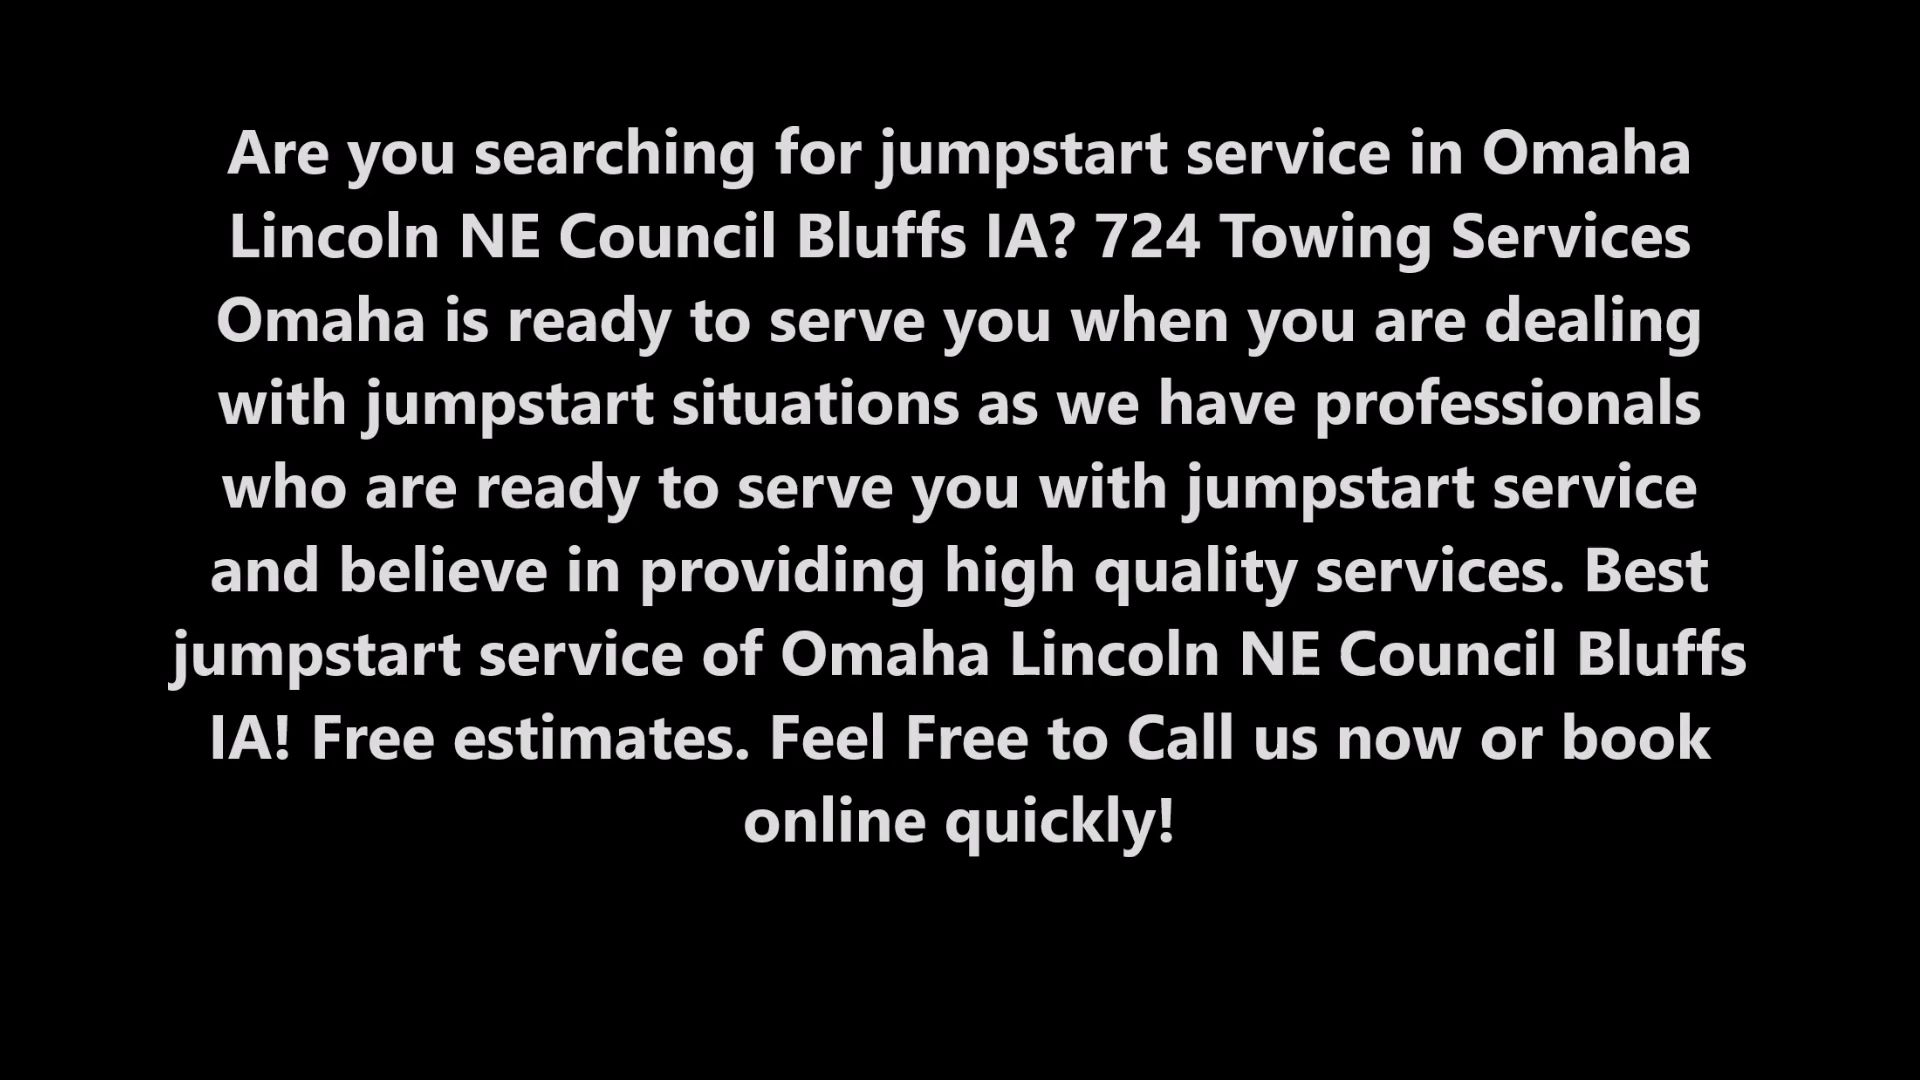 Are you searching for jumpstart service in Omaha
Lincoln NE Council Bluffs IA? 724 Towing Services
Omaha is ready to serve you when you are dealing
with jumpstart situations as we have professionals
who are ready to serve you with jumpstart service
and believe in providing high quality services. Best
jumpstart service of Omaha Lincoln NE Council Bluffs
IA! Free estimates. Feel Free to Call us now or book
online quickly!